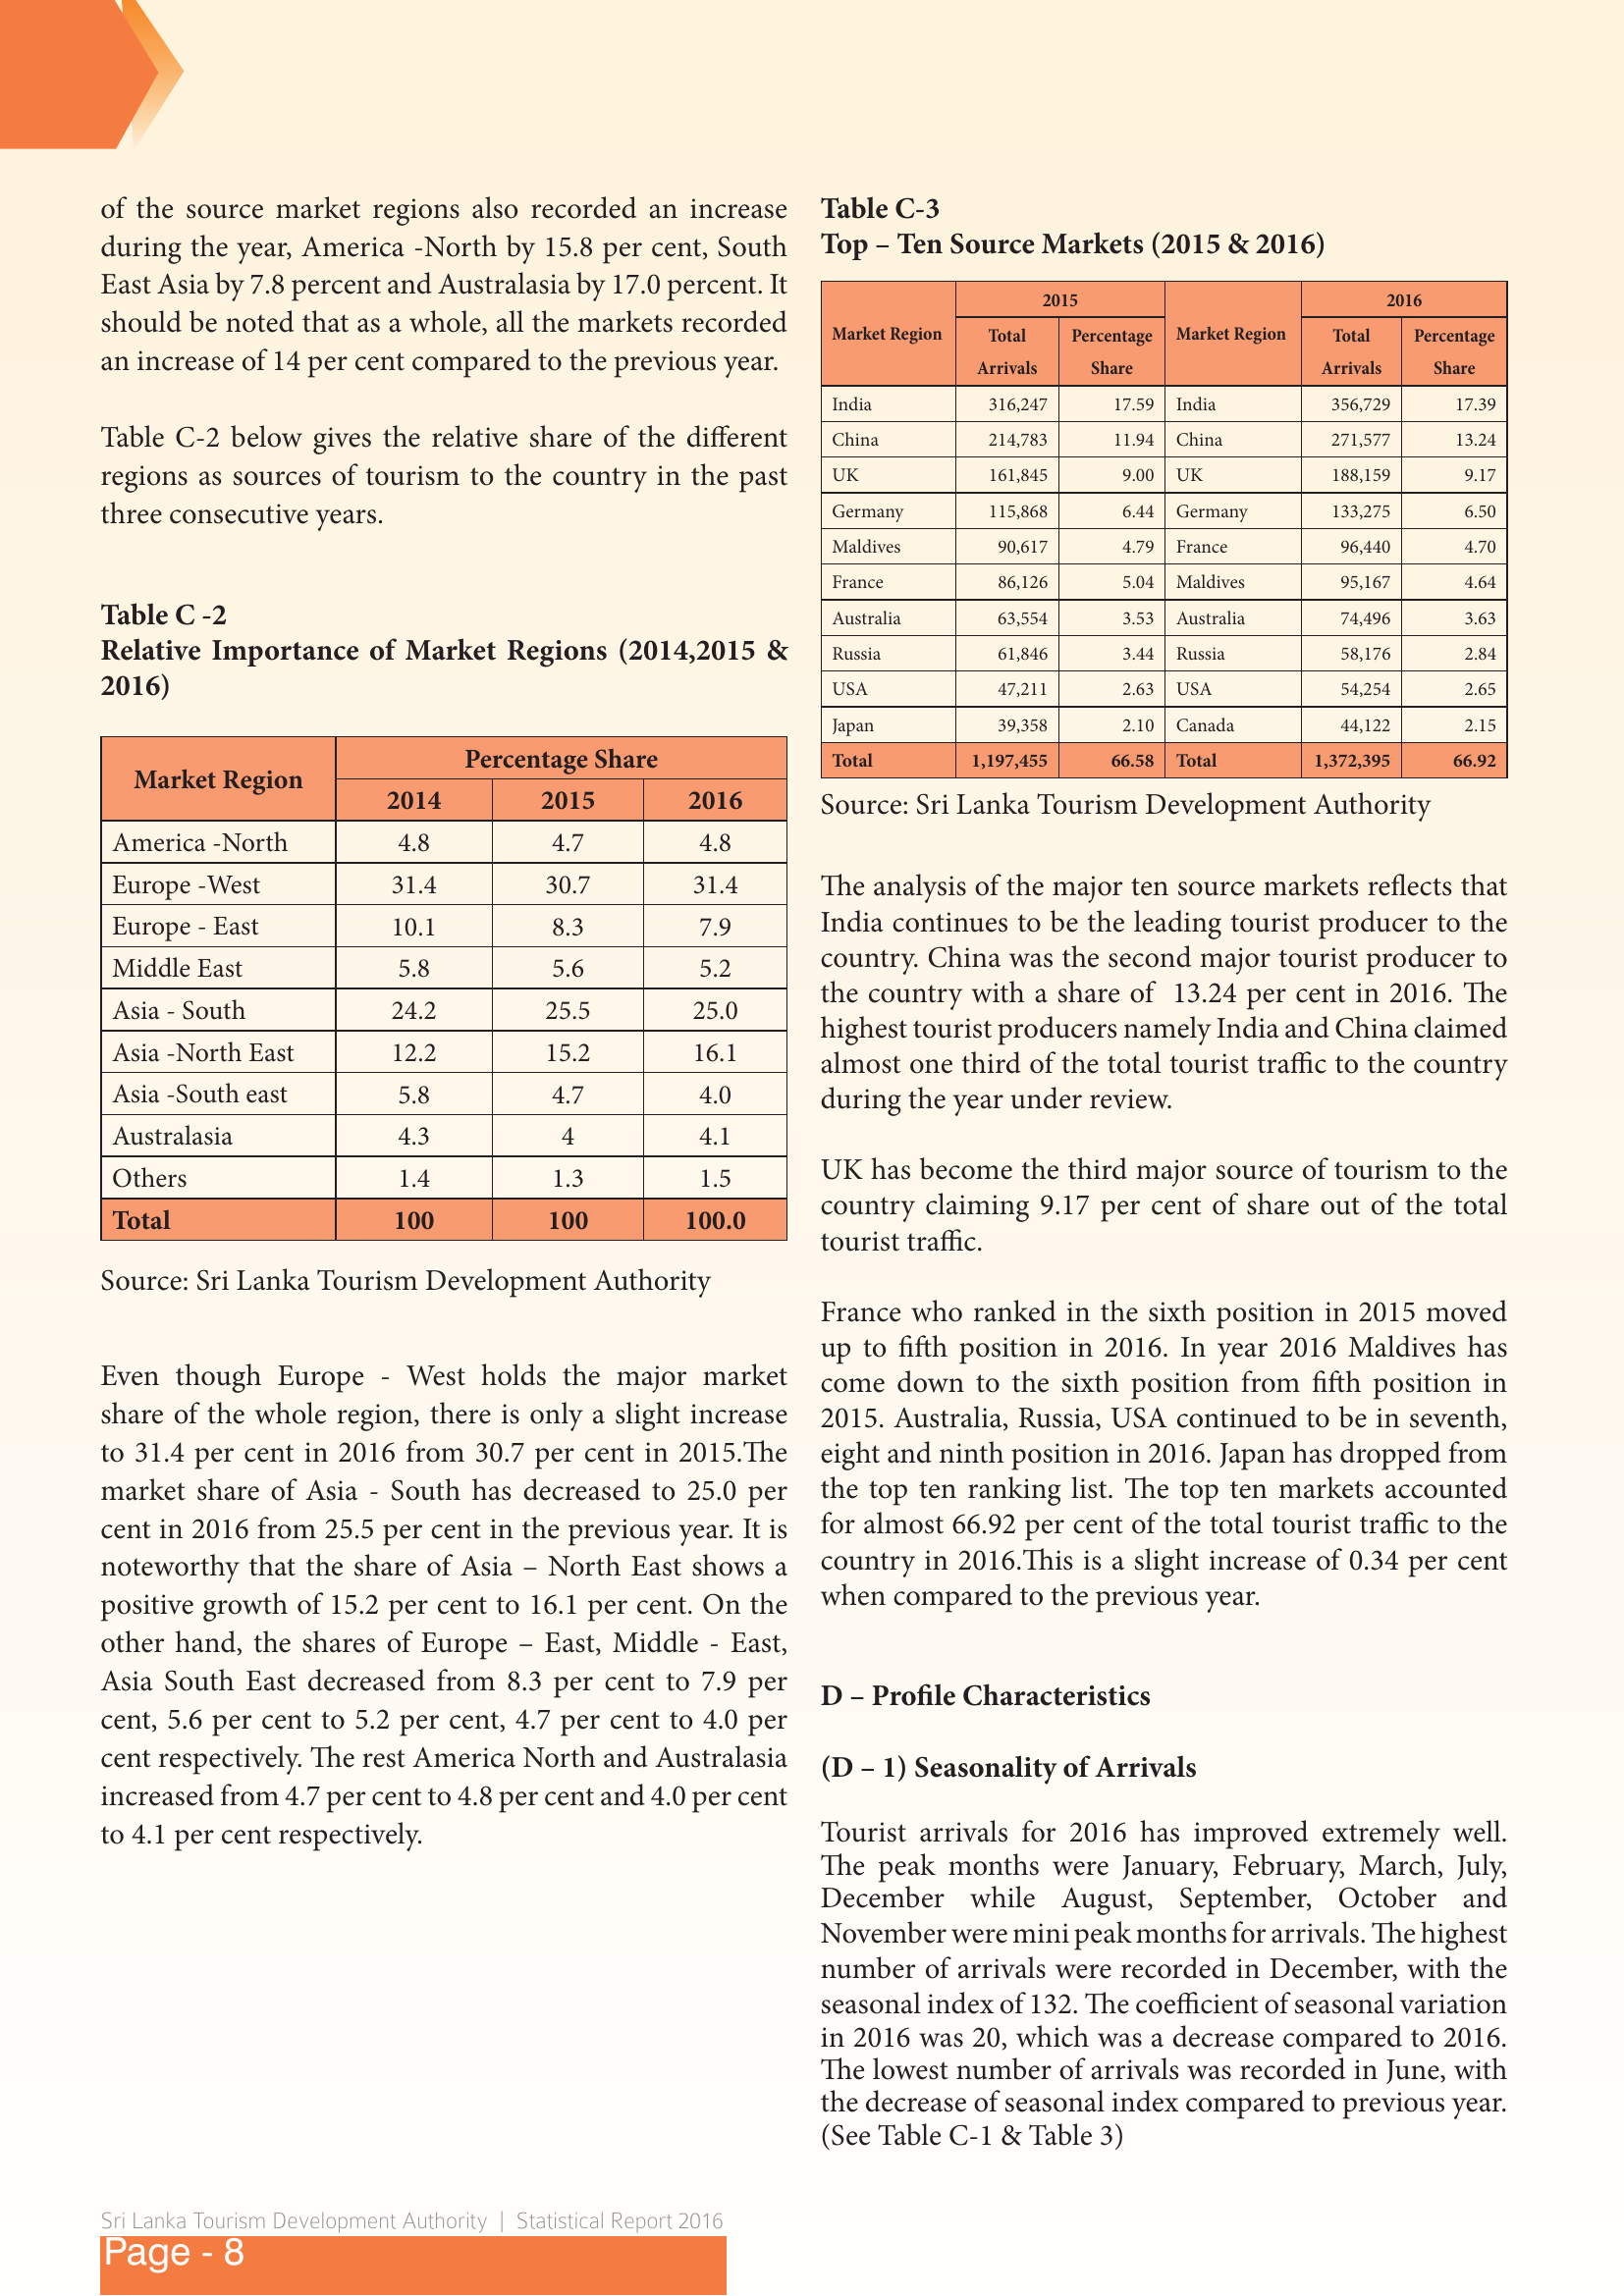 of the source market regions also recorded an increase
during the year, America -North by 15.8 per cent, South
East Asia by 7.8 percent and Australasia by 17.0 percent. It
should be noted that as a whole, all the markets recorded
an increase of 14 per cent compared to the previous year.
Table C-2 below gives the relative share of the different
regions as sources of tourism to the country in the past
three consecutive years.
Table C -2
Relative Importance of Market Regions (2014,2015 &
2016)
Market Region Percentage Share
2014 2015 2016
America -North 4.8 4.7 4.8
Europe -West 31.4 30.7 31.4
Europe - East 10.1 8.3 7.9
Middle East 5.8 5.6 5.2
Asia - South 24.2 25.5 25.0
Asia -North East 12.2 15.2 16.1
Asia -South east 5.8 4.7 4.0
Australasia 4.3 4 4.1
Others 1.4 1.3 1.5
Total 100 100 100.0
Source: Sri Lanka Tourism Development Authority
Even though Europe - West holds the major market
share of the whole region, there is only a slight increase
to 31.4 per cent in 2016 from 30.7 per cent in 2015.The
market share of Asia - South has decreased to 25.0 per
cent in 2016 from 25.5 per cent in the previous year. It is
noteworthy that the share of Asia – North East shows a
positive growth of 15.2 per cent to 16.1 per cent. On the
other hand, the shares of Europe – East, Middle - East,
Asia South East decreased from 8.3 per cent to 7.9 per
cent, 5.6 per cent to 5.2 per cent, 4.7 per cent to 4.0 per
cent respectively. The rest America North and Australasia
increased from 4.7 per cent to 4.8 per cent and 4.0 per cent
to 4.1 per cent respectively.
Table C-3
Top – Ten Source Markets (2015 & 2016)
Market Region 2015 Market Region 2016
Total Arrivals Percentage Share Total Arrivals Percentage Share
India 316,247 17.59 India 356,729 17.39
China 214,783 11.94 China 271,577 13.24
UK 161,845 9.00 UK 188,159 9.17
Germany 115,868 6.44 Germany 133,275 6.50
Maldives 90,617 4.79 France 96,440 4.70
France 86,126 5.04 Maldives 95,167 4.64
Australia 63,554 3.53 Australia 74,496 3.63
Russia 61,846 3.44 Russia 58,176 2.84
USA 47,211 2.63 USA 54,254 2.65
Japan 39,358 2.10 Canada 44,122 2.15
Total 1,197,455 66.58 Total 1,372,395 66.92
Source: Sri Lanka Tourism Development Authority
The analysis of the major ten source markets reflects that
India continues to be the leading tourist producer to the
country. China was the second major tourist producer to
the country with a share of 13.24 per cent in 2016. The
highest tourist producers namely India and China claimed
almost one third of the total tourist traffic to the country
during the year under review.
UK has become the third major source of tourism to the
country claiming 9.17 per cent of share out of the total
tourist traffic.
France who ranked in the sixth position in 2015 moved
up to fifth position in 2016. In year 2016 Maldives has
come down to the sixth position from fifth position in
2015. Australia, Russia, USA continued to be in seventh,
eight and ninth position in 2016. Japan has dropped from
the top ten ranking list. The top ten markets accounted
for almost 66.92 per cent of the total tourist traffic to the
country in 2016.This is a slight increase of 0.34 per cent
when compared to the previous year.
D – Profile Characteristics
(D – 1) Seasonality of Arrivals
Tourist arrivals for 2016 has improved extremely well.
The peak months were January, February, March, July,
December while August, September, October and
November were mini peak months for arrivals. The highest
number of arrivals were recorded in December, with the
seasonal index of 132. The coefficient of seasonal variation
in 2016 was 20, which was a decrease compared to 2016.
The lowest number of arrivals was recorded in June, with
the decrease of seasonal index compared to previous year.
(See Table C-1 & Table 3)
Sri Lanka Tourism Development Authority | Statistical Report 2016
Page - 8